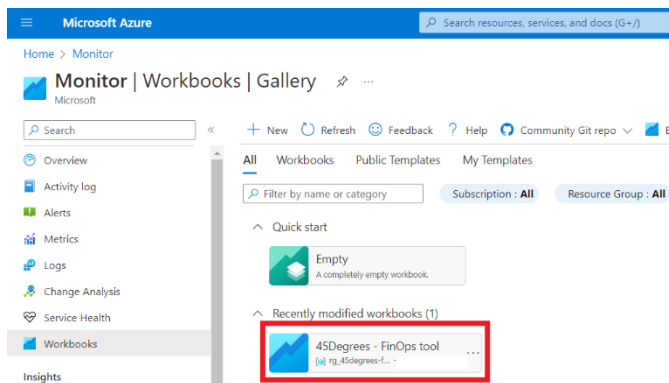 Microsoft Azure
Search resources, services, and docs (G+/)
Home > Monitor
Monitor | Workbooks | Gallery ...
Microsoft
Search
«
+ New Refresh Feedback ? Help Community Git repo
Overview
Activity log
Alerts
Metrics
Logs
Change Analysis
Service Health
Workbooks
Insights
All Workbooks Public Templates My Templates
Filter by name or category
Subscription : All
Resource Group : All
Quick start
Empty
A completely empty workbook.
Recently modified workbooks (1)
45Degrees - FinOps tool
rg_45degrees-f... -
...